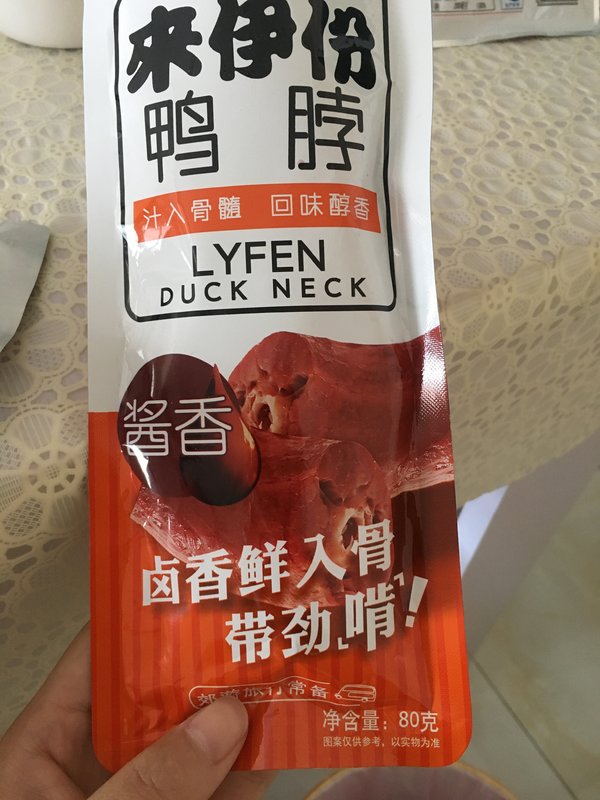 来伊份
鸭脖
汁入骨髓 回味醇香
LYFEN
DUCK NECK
酱香
卤香鲜入骨
带劲「啃」!
郊游旅行常备
净含量：80克
图案仅供参考，以实物为准